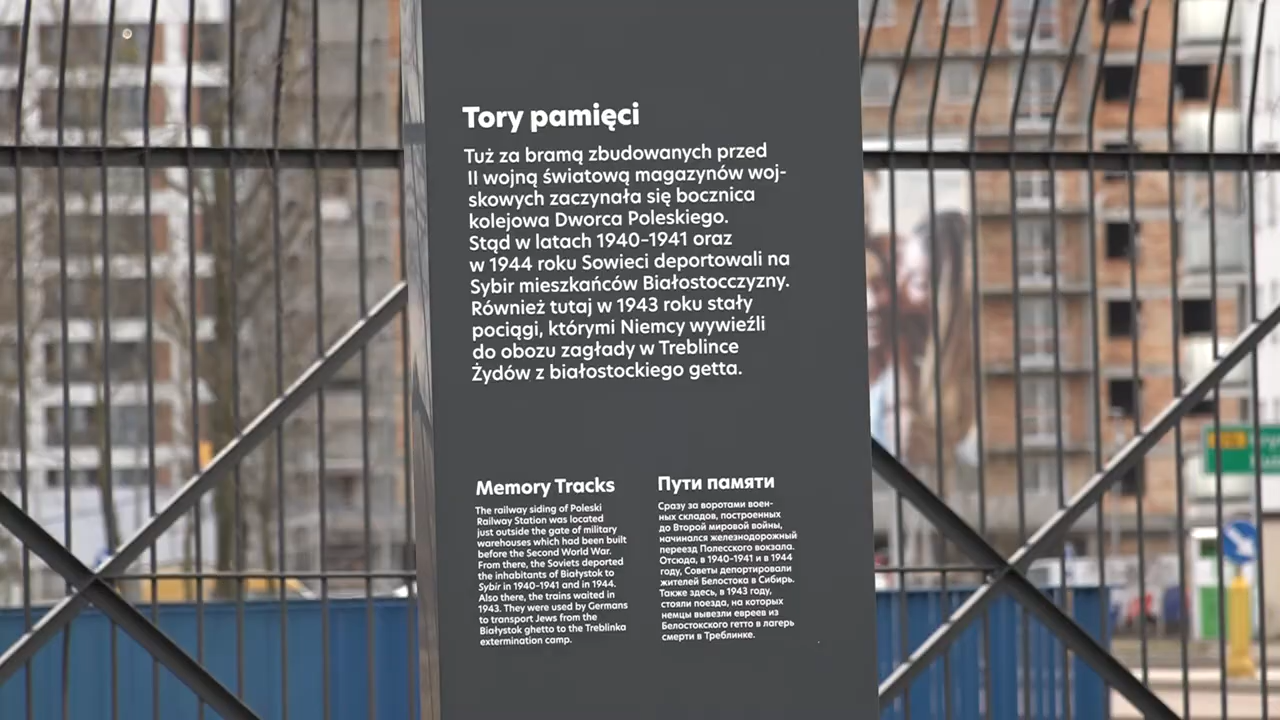 Tory pamięci
Tuż za bramą zbudowanych przed
II wojną światową magazynów woj-
skowych zaczynała się bocznica
kolejowa Dworca Poleskiego.
Stąd w latach 1940-1941 oraz
w 1944 roku Sowieci deportowali na
Sybir mieszkańców Białostocczyzny.
Również tutaj w 1943 roku stały
pociągi, którymi Niemcy wywieźli
do obozu zagłady w Treblince
Żydów z białostockiego getta.
Memory Tracks
The railway siding of Poleski
Railway Station was located
just outside the gate of military
warehouses which had been built
before the Second World War.
From there, the Soviets deported
the inhabitants of Białystok to
Sybir in 1940-1941 and in 1944.
Also there, the trains waited in
1943. They were used by Germans
to transport Jews from the
Białystok ghetto to the Treblinka
extermination camp.
Пути памяти
Сразу за воротами воен-
ных складов, построенных
до Второй мировой войны,
начинался железнодорожный
переезд Полесского вокзала.
Отсюда, в 1940-1941 и в 1944
году, Советы депортировали
жителей Белостока в Сибирь.
Также здесь, в 1943 году,
стояли поезда, на которых
немцы вывезли евреев из
Белостокского гетто в лагерь
смерти в Треблинке.